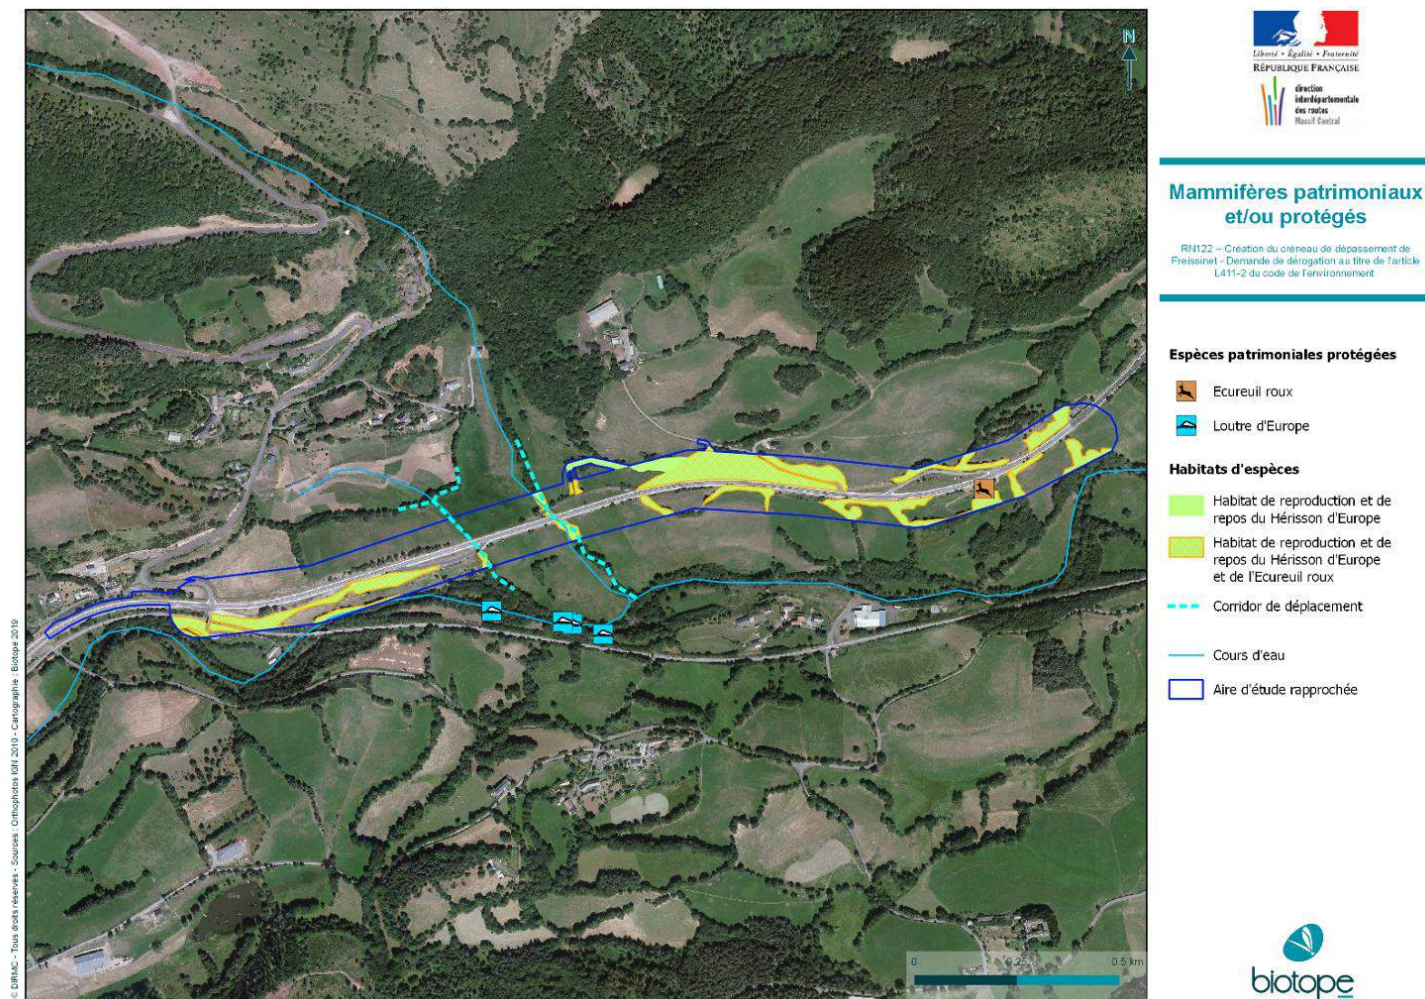 N
Liberté • Égalité • Fraternité
RÉPUBLIQUE FRANÇAISE
direction
interdépartementale
des routes
Massif Central
Mammifères patrimoniaux
et/ou protégés
RN122 – Création du créneau de dépassement de
Freissinet - Demande de dérogation au titre de l'article
L411-2 du code de l'environnement
Espèces patrimoniales protégées
Ecureuil roux
Loutre d'Europe
Habitats d'espèces
Habitat de reproduction et de
repos du Hérisson d'Europe
Habitat de reproduction et de
repos du Hérisson d'Europe
et de l'Ecureuil roux
Corridor de déplacement
Cours d'eau
Aire d'étude rapprochée
0 0.25 0.5 km
biotope
© DIRMC - Tous droits réservés - Sources : Orthophotos IGN 2010 - Cartographie : Biotope 2019